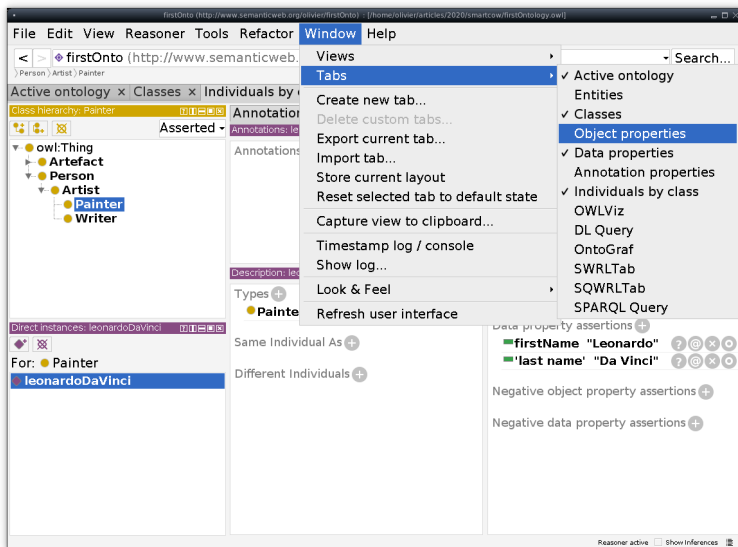 firstOnto (http://www.semanticweb.org/olivier/firstOnto) : [/home/olivier/articles/2020/smartcow/firstOntology.owl]
File Edit View Reasoner Tools Refactor Window Help
< > firstOnto (http://www.semanticweb. Search...
Person Artist Painter
Active ontology × Classes × Individuals by
Class hierarchy: Painter
Asserted
owl:Thing
Artefact
Person
Artist
Painter
Writer
Direct instances: leonardoDaVinci
For: Painter
leonardoDaVinci
Annotation
Annotations: le
Annotations
Description: leo
Types
Painte
Same Individual As
Different Individuals
Views
Tabs
Create new tab...
Delete custom tabs...
Export current tab...
Import tab...
Store current layout
Reset selected tab to default state
Capture view to clipboard...
Timestamp log / console
Show log...
Look & Feel
Refresh user interface
✓ Active ontology
Entities
✓ Classes
Object properties
✓ Data properties
Annotation properties
✓ Individuals by class
OWLViz
DL Query
OntoGraf
SWRLTab
SQWRLTab
SPARQL Query
Data property assertions
firstName "Leonardo"
'last name' "Da Vinci"
Negative object property assertions
Negative data property assertions
Reasoner active Show Inferences